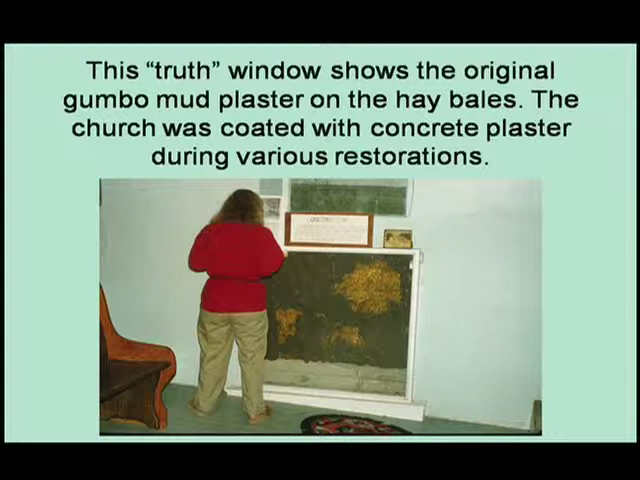 This “truth” window shows the original
gumbo mud plaster on the hay bales. The
church was coated with concrete plaster
during various restorations.